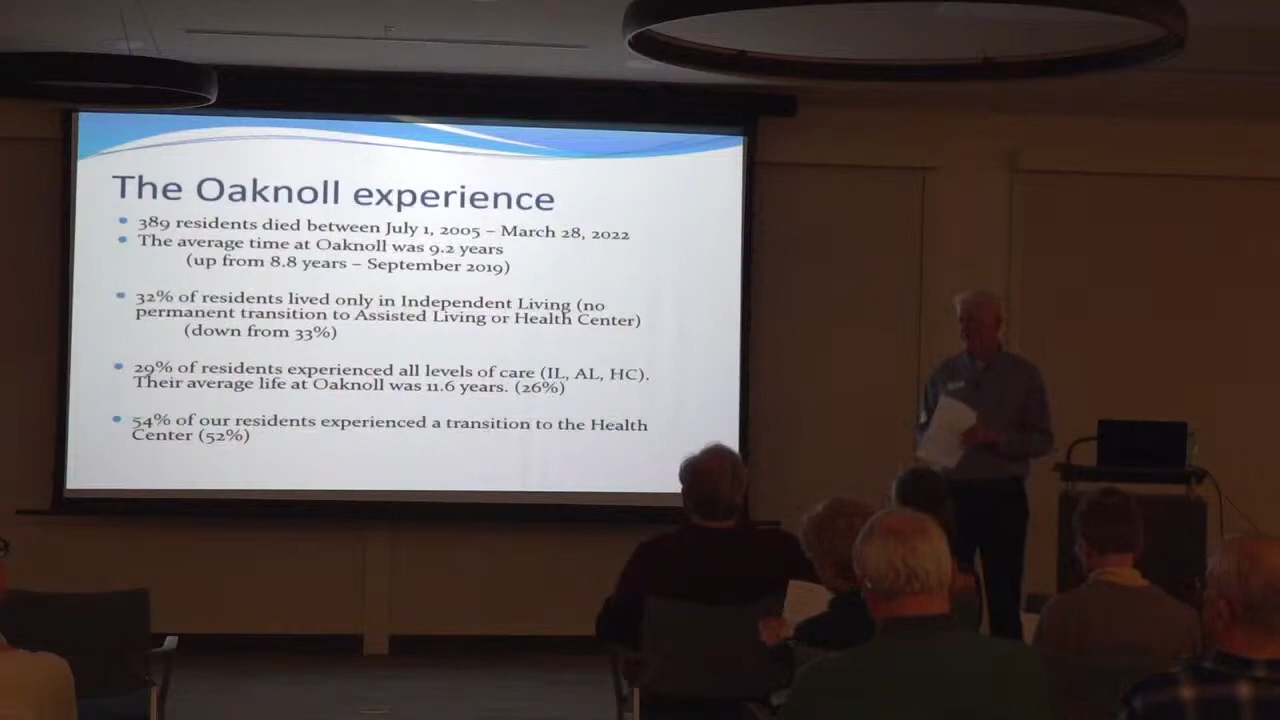 The Oaknoll experience
389 residents died between July 1, 2005 – March 28, 2022
The average time at Oaknoll was 9.2 years
(up from 8.8 years – September 2019)
32% of residents lived only in Independent Living (no
permanent transition to Assisted Living or Health Center)
(down from 33%)
29% of residents experienced all levels of care (IL, AL, HC).
Their average life at Oaknoll was 11.6 years. (26%)
54% of our residents experienced a transition to the Health
Center (52%)